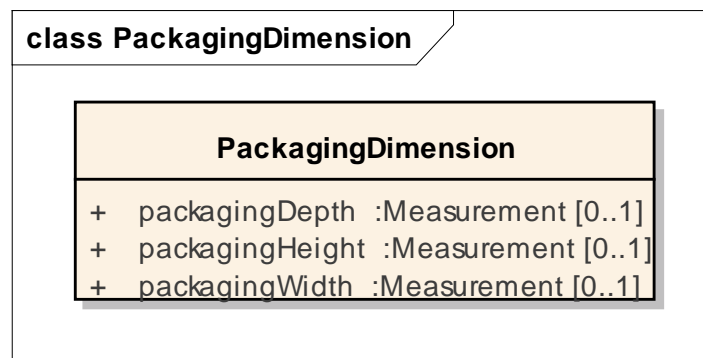 class PackagingDimension
PackagingDimension
+ packagingDepth :Measurement [0..1]
+ packagingHeight :Measurement [0..1]
+ packagingWidth :Measurement [0..1]